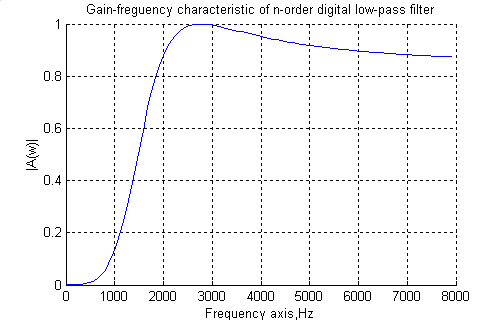 Gain-freguency characteristic of n-order digital low-pass filter
|A(w)|
1
0.8
0.6
0.4
0.2
0
0 1000 2000 3000 4000 5000 6000 7000 8000
Frequency axis,Hz